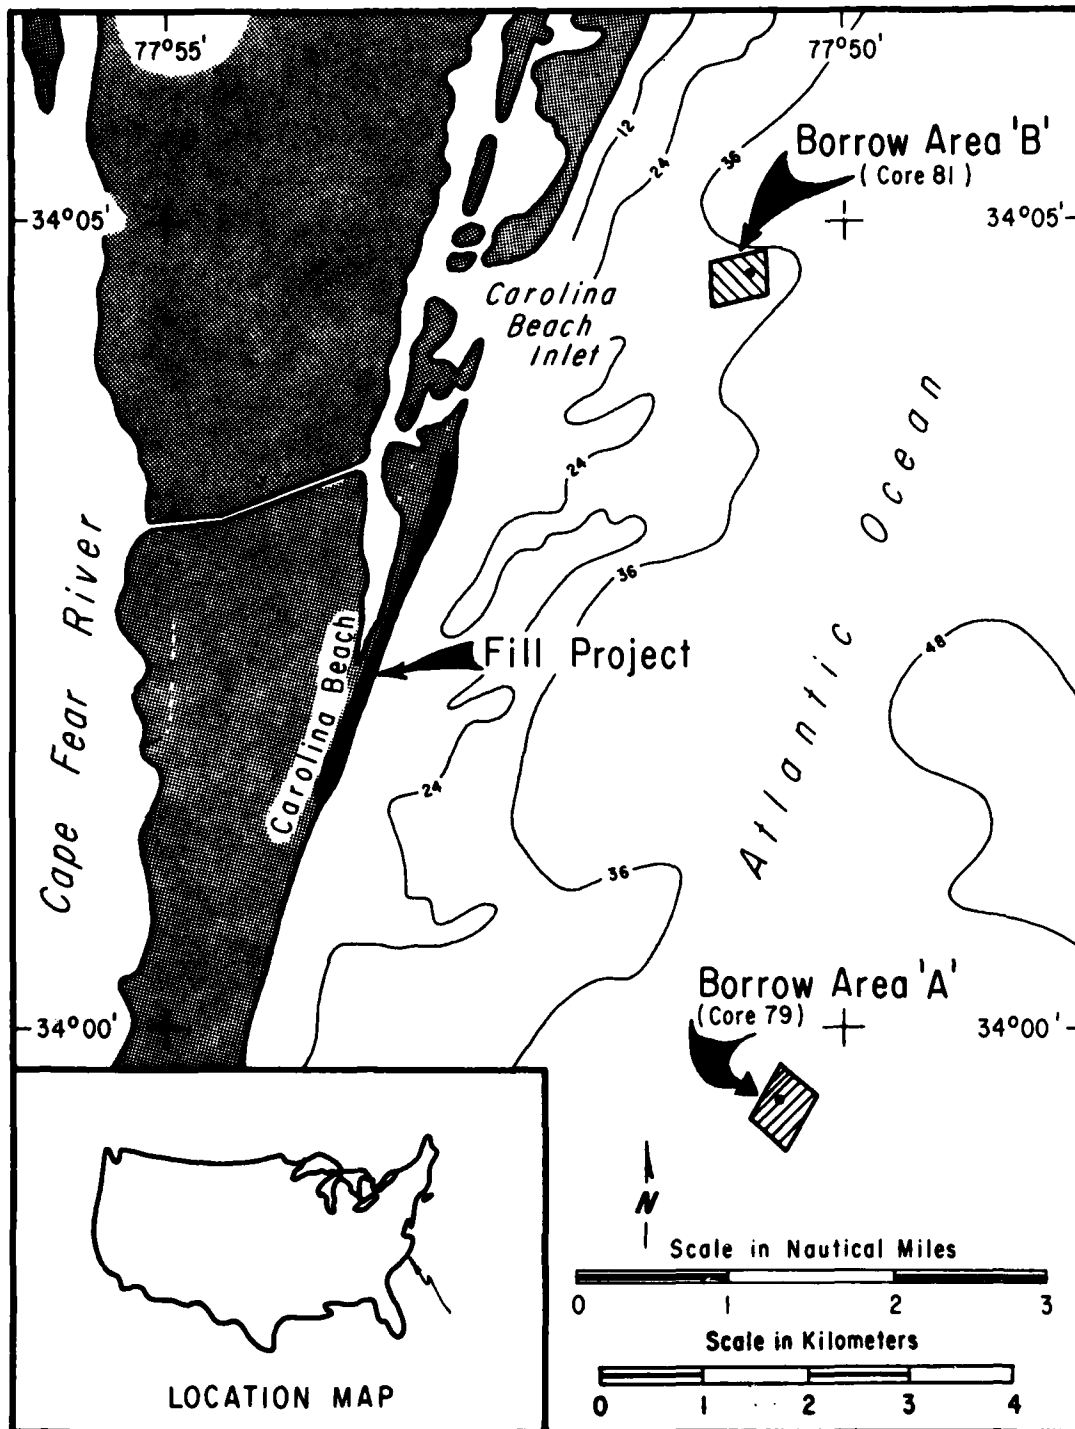 77°55'
77°50'
12
24
36
Borrow Area 'B'
(Core 81)
34°05'
34°05'
Carolina
Beach
Inlet
24
36
Cape Fear River
Carolina Beach
Fill Project
Atlantic Ocean
48
24
36
Borrow Area 'A'
(Core 79)
34°00'
34°00'
N
Scale in Nautical Miles
0 1 2 3
Scale in Kilometers
0 1 2 3 4
LOCATION MAP